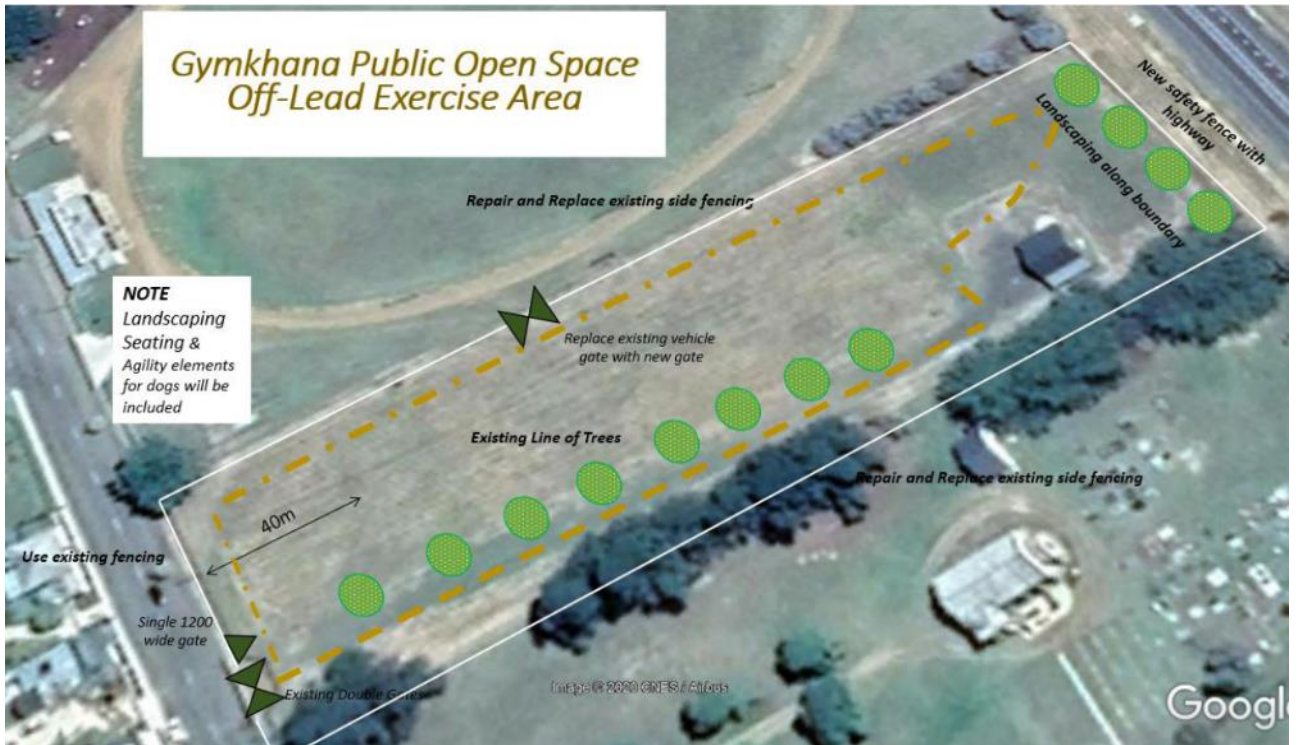 Gymkhana Public Open Space
Off-Lead Exercise Area
New safety fence with
highway
Landscaping along boundary
Repair and Replace existing side fencing
NOTE
Landscaping
Seating &
Agility elements
for dogs will be
included
Replace existing vehicle
gate with new gate
Existing Line of Trees
Repair and Replace existing side fencing
40m
Use existing fencing
Single 1200
wide gate
Existing Double Gates
Image © 2020 CNES / Airbus
Google